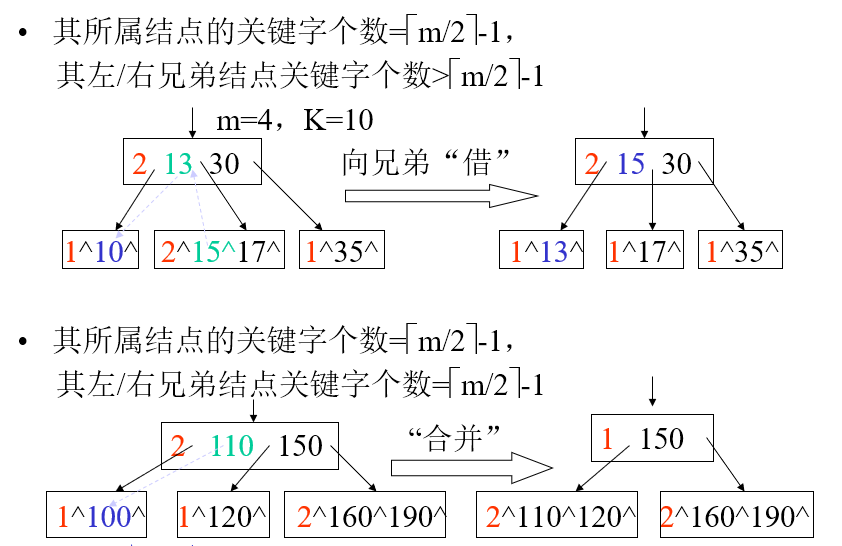 • 其所属结点的关键字个数=⌈m/2⌉-1，
其左/右兄弟结点关键字个数>⌈m/2⌉-1
m=4，K=10
2 13 30
向兄弟“借”
2 15 30
1^10^ 2^15^17^ 1^35^
1^13^ 1^17^ 1^35^
• 其所属结点的关键字个数=⌈m/2⌉-1，
其左/右兄弟结点关键字个数=⌈m/2⌉-1
2 110 150
“合并”
1 150
1^100^ 1^120^ 2^160^190^
2^110^120^ 2^160^190^